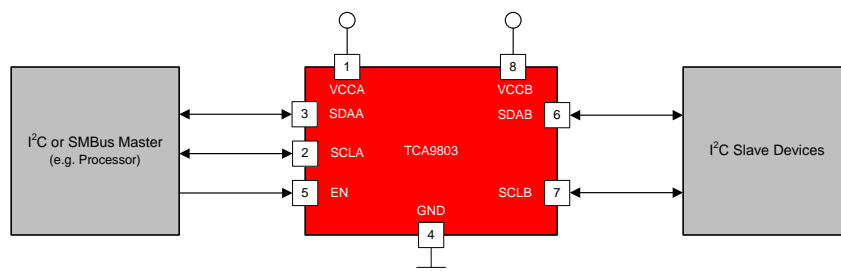 1
8
VCCA
VCCB
3
SDAA
SDAB
6
I²C or SMBus Master
(e.g. Processor)
2
SCLA
TCA9803
I²C Slave Devices
5
EN
SCLB
7
GND
4